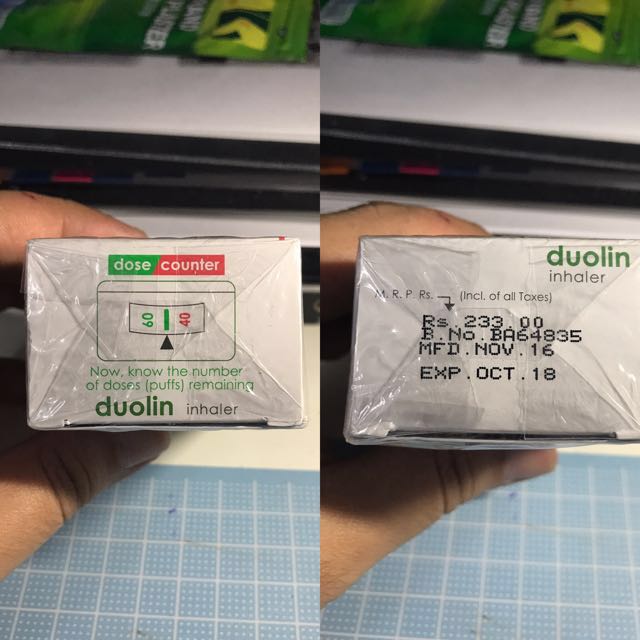 dose counter
60 40
Now, know the number
of doses (puffs) remaining
duolin inhaler
duolin
inhaler
M. R. P. Rs. (Incl. of all Taxes)
Rs. 233.00
B.No.BA64835
MFD.NOV.16
EXP.OCT.18